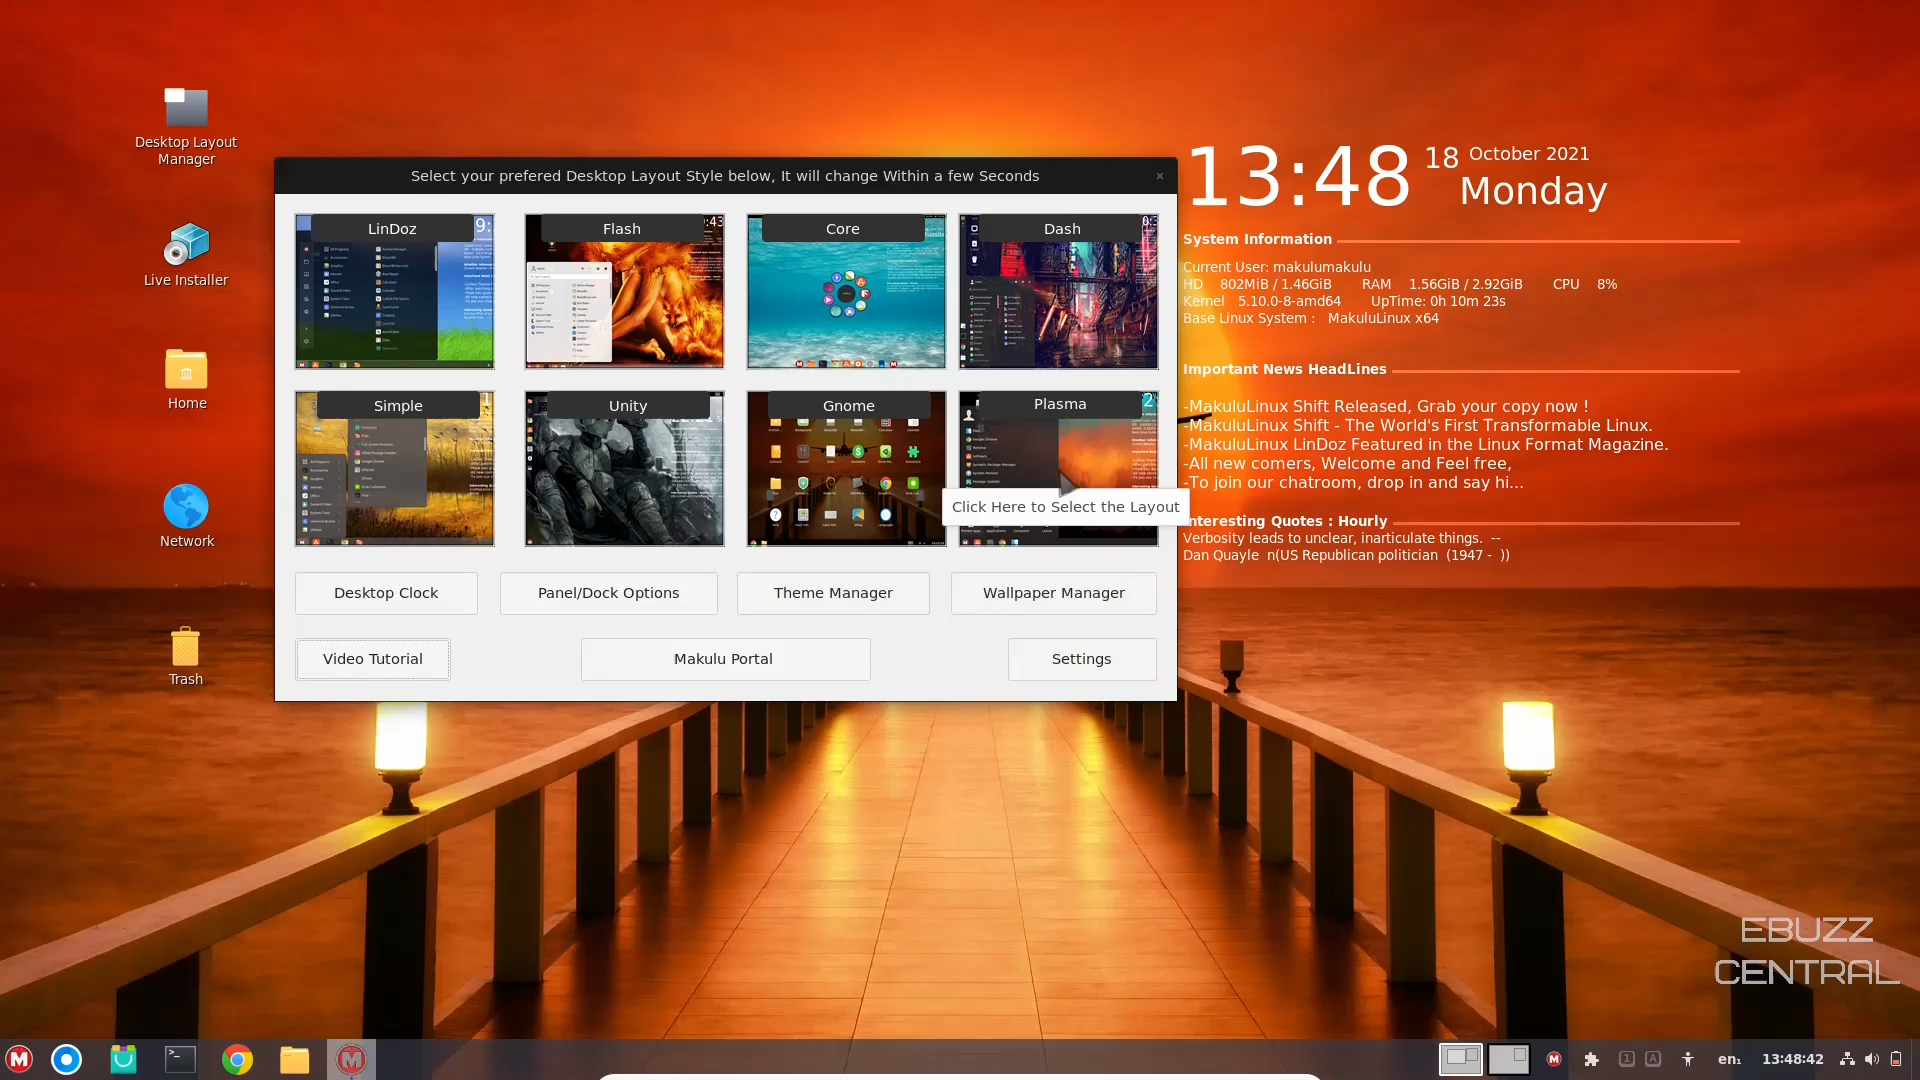 Desktop Layout
Manager
Live Installer
Home
Network
Trash
Select your prefered Desktop Layout Style below, It will change Within a few Seconds
×
LinDoz
Flash
Core
Dash
Simple
Unity
Gnome
Plasma
Click Here to Select the Layout
Desktop Clock
Panel/Dock Options
Theme Manager
Wallpaper Manager
Video Tutorial
Makulu Portal
Settings
13:48 18 October 2021
Monday
System Information
Current User: makulumakulu
HD 802MiB / 1.46GiB RAM 1.56GiB / 2.92GiB CPU 8%
Kernel 5.10.0-8-amd64 UpTime: 0h 10m 23s
Base Linux System : MakuluLinux x64
Important News HeadLines
-MakuluLinux Shift Released, Grab your copy now !
-MakuluLinux Shift - The World's First Transformable Linux.
-MakuluLinux LinDoz Featured in the Linux Format Magazine.
-All new comers, Welcome and Feel free,
-To join our chatroom, drop in and say hi...
nteresting Quotes : Hourly
Verbosity leads to unclear, inarticulate things. --
Dan Quayle n(US Republican politician (1947 - ))
EBUZZ
CENTRAL
M
>_
M
M
1
A
en₁
13:48:42